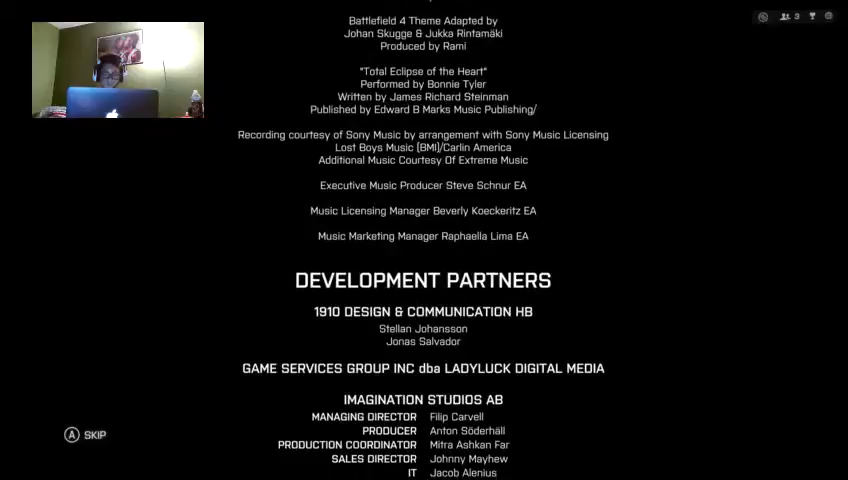 3
Battlefield 4 Theme Adapted by
Johan Skugge & Jukka Rintamäki
Produced by Rami
"Total Eclipse of the Heart"
Performed by Bonnie Tyler
Written by James Richard Steinman
Published by Edward B Marks Music Publishing/
Recording courtesy of Sony Music by arrangement with Sony Music Licensing
Lost Boys Music (BMI)/Carlin America
Additional Music Courtesy Of Extreme Music
Executive Music Producer Steve Schnur EA
Music Licensing Manager Beverly Koeckeritz EA
Music Marketing Manager Raphaella Lima EA
DEVELOPMENT PARTNERS
1910 DESIGN & COMMUNICATION HB
Stellan Johansson
Jonas Salvador
GAME SERVICES GROUP INC dba LADYLUCK DIGITAL MEDIA
IMAGINATION STUDIOS AB
MANAGING DIRECTOR Filip Carvell
PRODUCER Anton Söderhäll
PRODUCTION COORDINATOR Mitra Ashkan Far
SALES DIRECTOR Johnny Mayhew
IT Jacob Alenius
A SKIP